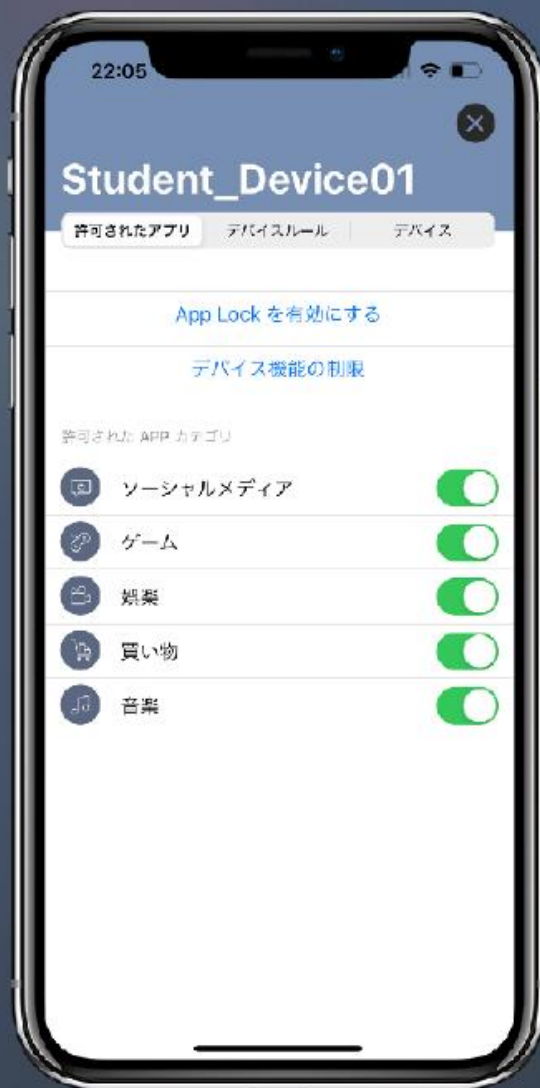 22:05
Student_Device01
許可されたアプリ デバイスルール デバイス
App Lock を有効にする
デバイス機能の制限
許可された APP カテゴリ
ソーシャルメディア
ゲーム
娯楽
買い物
音楽